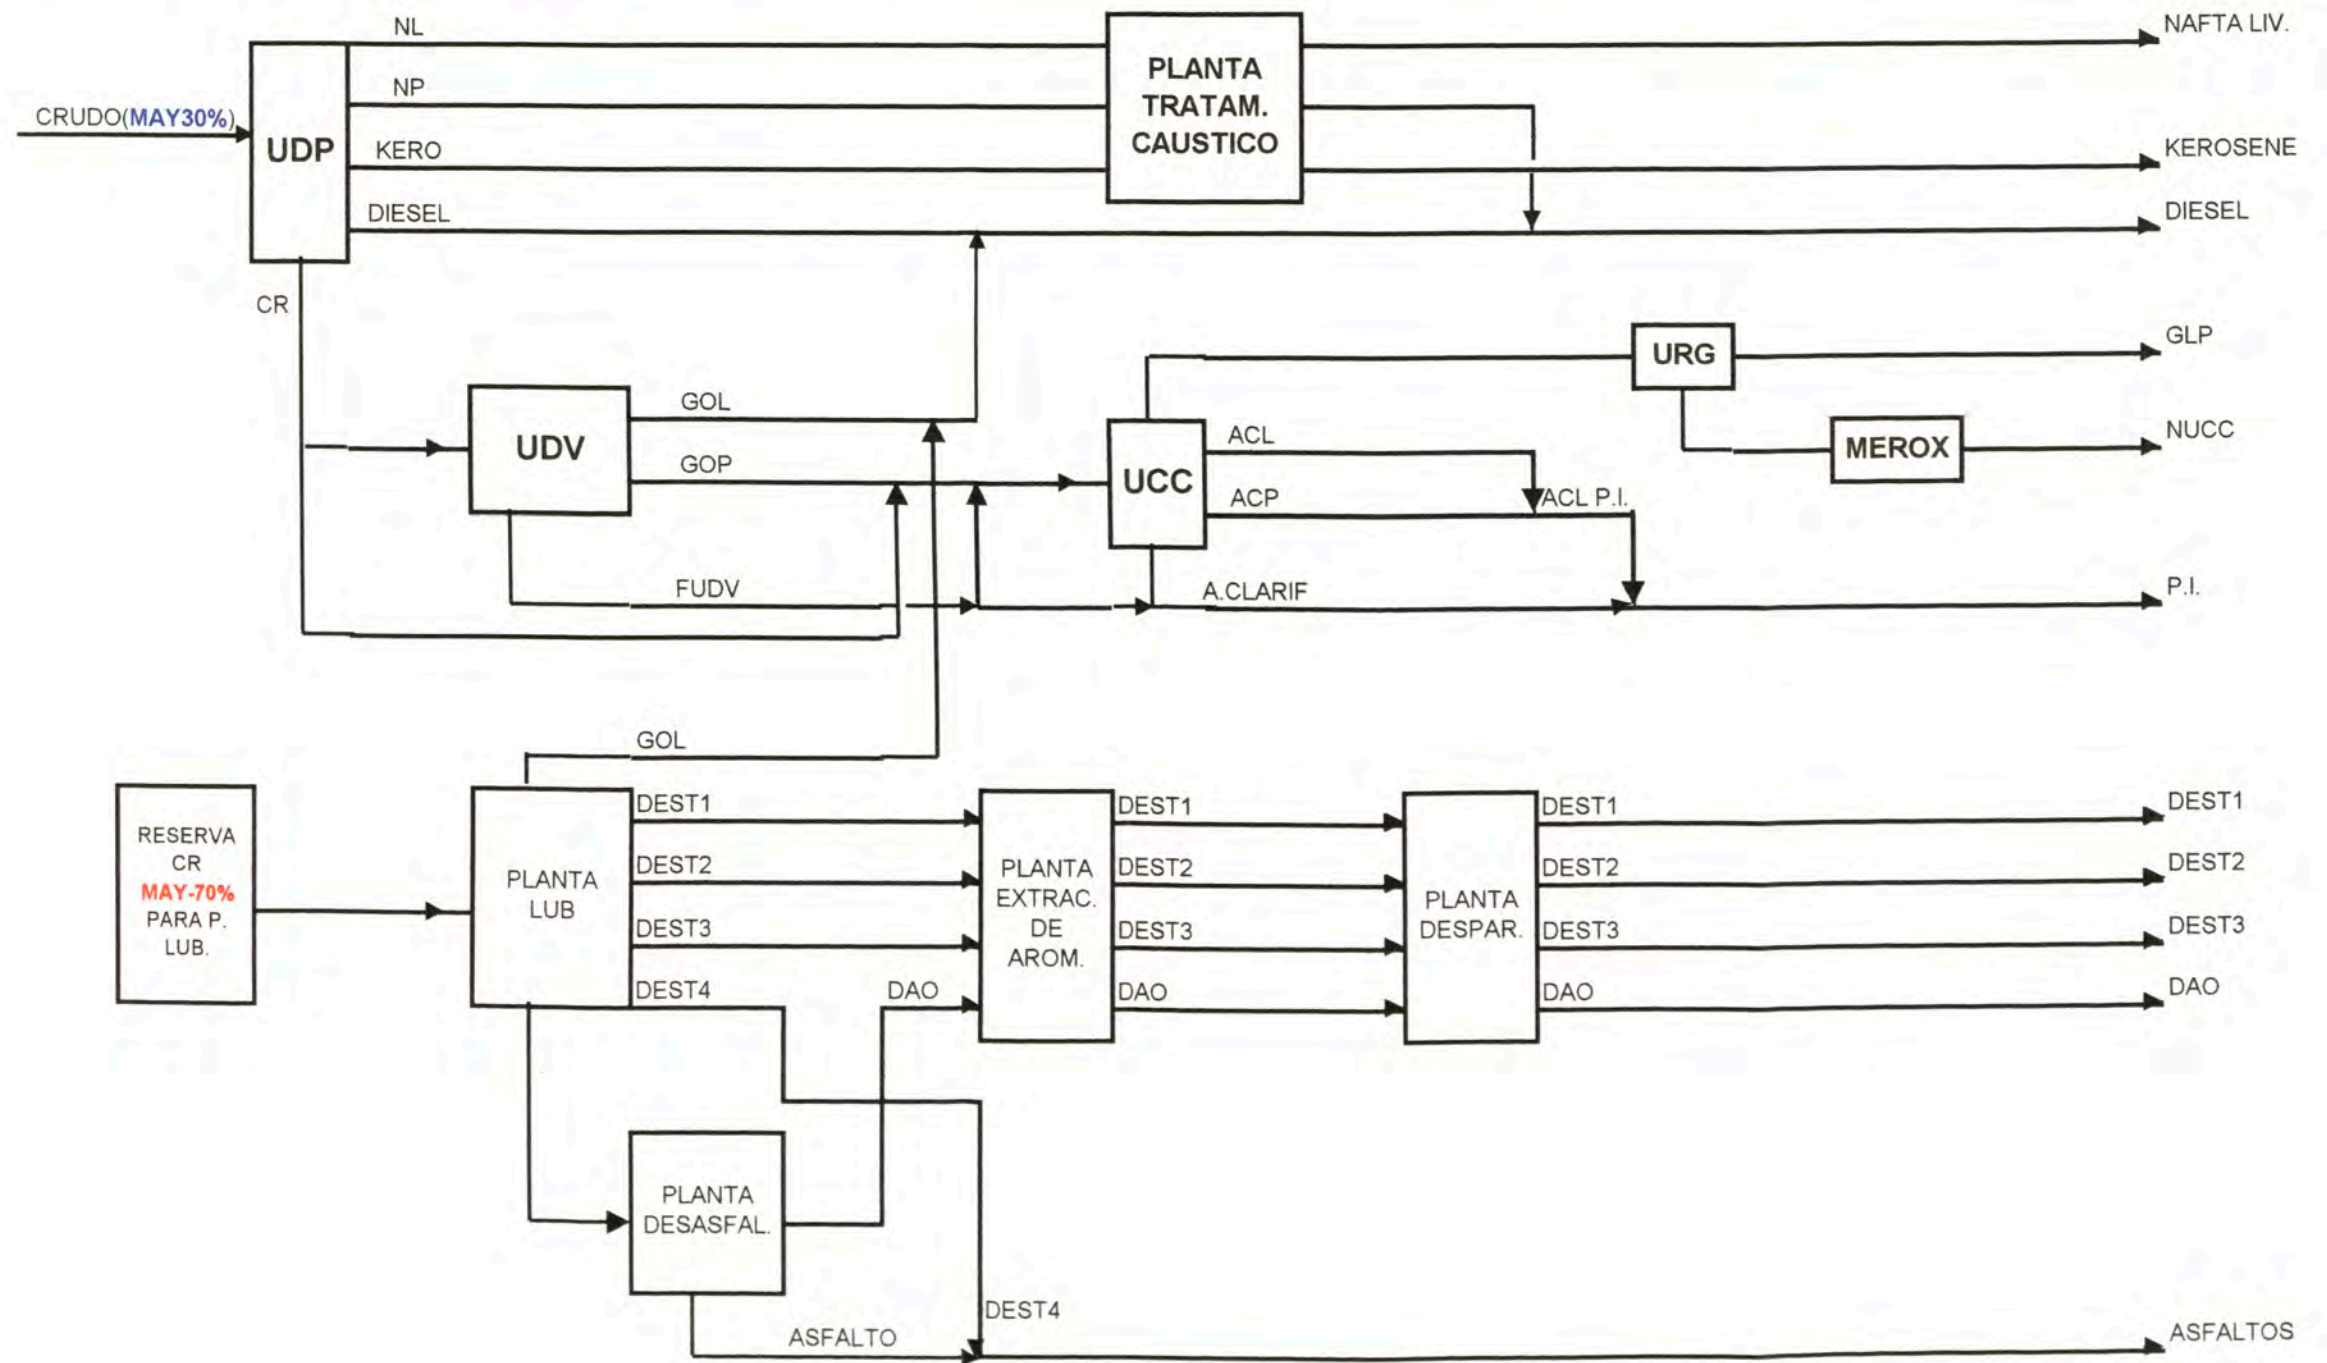 NL
NAFTA LIV.
PLANTA
TRATAM.
CAUSTICO
NP
CRUDO(MAY30%)
UDP
KERO
KEROSENE
DIESEL
DIESEL
CR
URG
GLP
GOL
UDV
GOP
ACL
UCC
ACP
ACL P.I.
MEROX
NUCC
FUDV
A.CLARIF
P.I.
GOL
RESERVA
CR
MAY-70%
PARA P.
LUB.
PLANTA
LUB
DEST1
DEST2
DEST3
DEST4
DAO
PLANTA
EXTRAC.
DE
AROM.
DEST1
DEST2
DEST3
DAO
PLANTA
DESPAR.
DEST1
DEST2
DEST3
DAO
DEST1
DEST2
DEST3
DAO
PLANTA
DESASFAL.
DEST4
ASFALTO
ASFALTOS